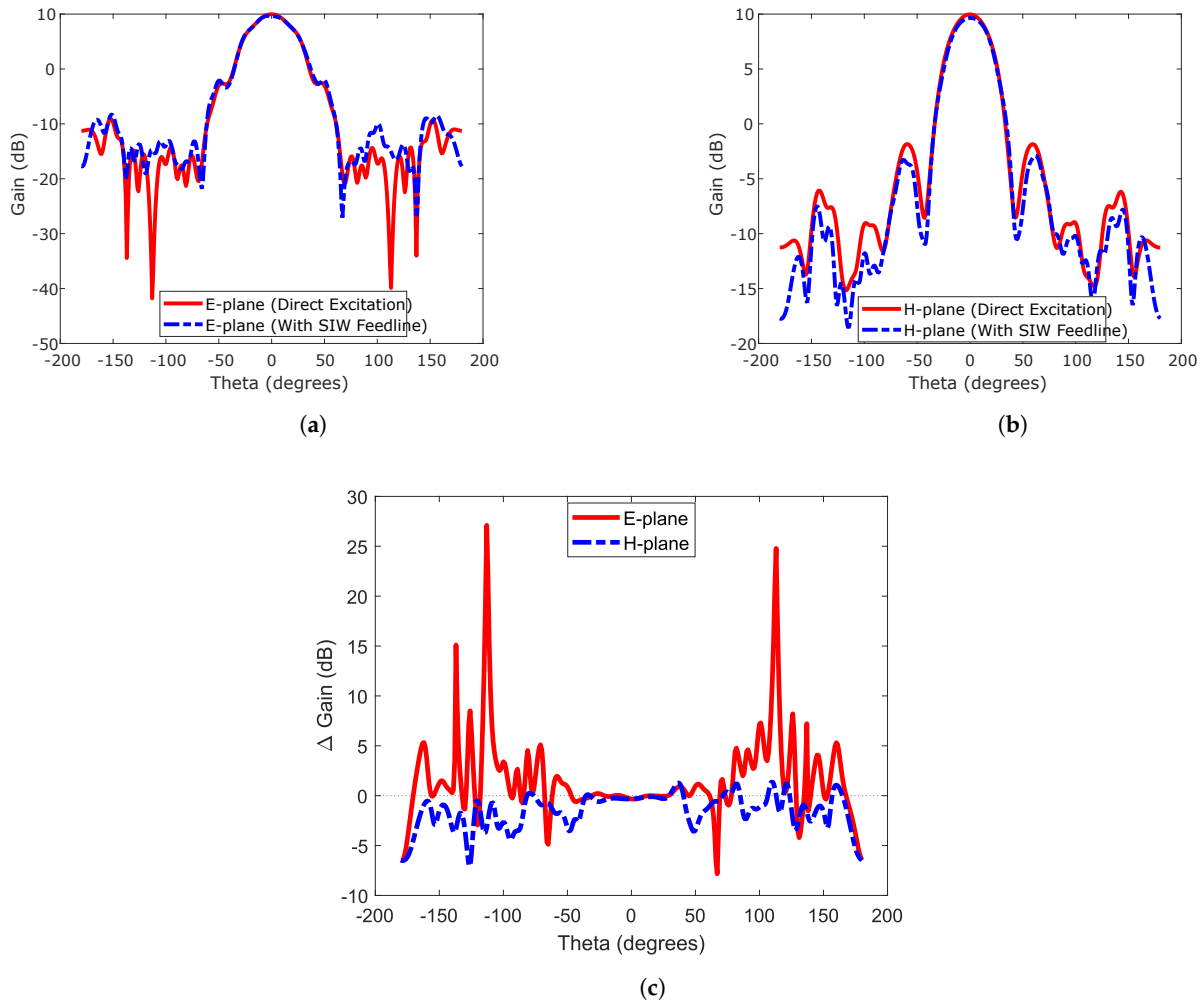 10
0
-10
-20
-30
-40
-50
Gain (dB)
E-plane (Direct Excitation)
E-plane (With SIW Feedline)
-200 -150 -100 -50 0 50 100 150 200
Theta (degrees)
(a)
10
5
0
-5
-10
-15
-20
Gain (dB)
H-plane (Direct Excitation)
H-plane (With SIW Feedline)
-200 -150 -100 -50 0 50 100 150 200
Theta (degrees)
(b)
30
25
20
15
10
5
0
-5
-10
Δ Gain (dB)
E-plane
H-plane
-200 -150 -100 -50 0 50 100 150 200
Theta (degrees)
(c)